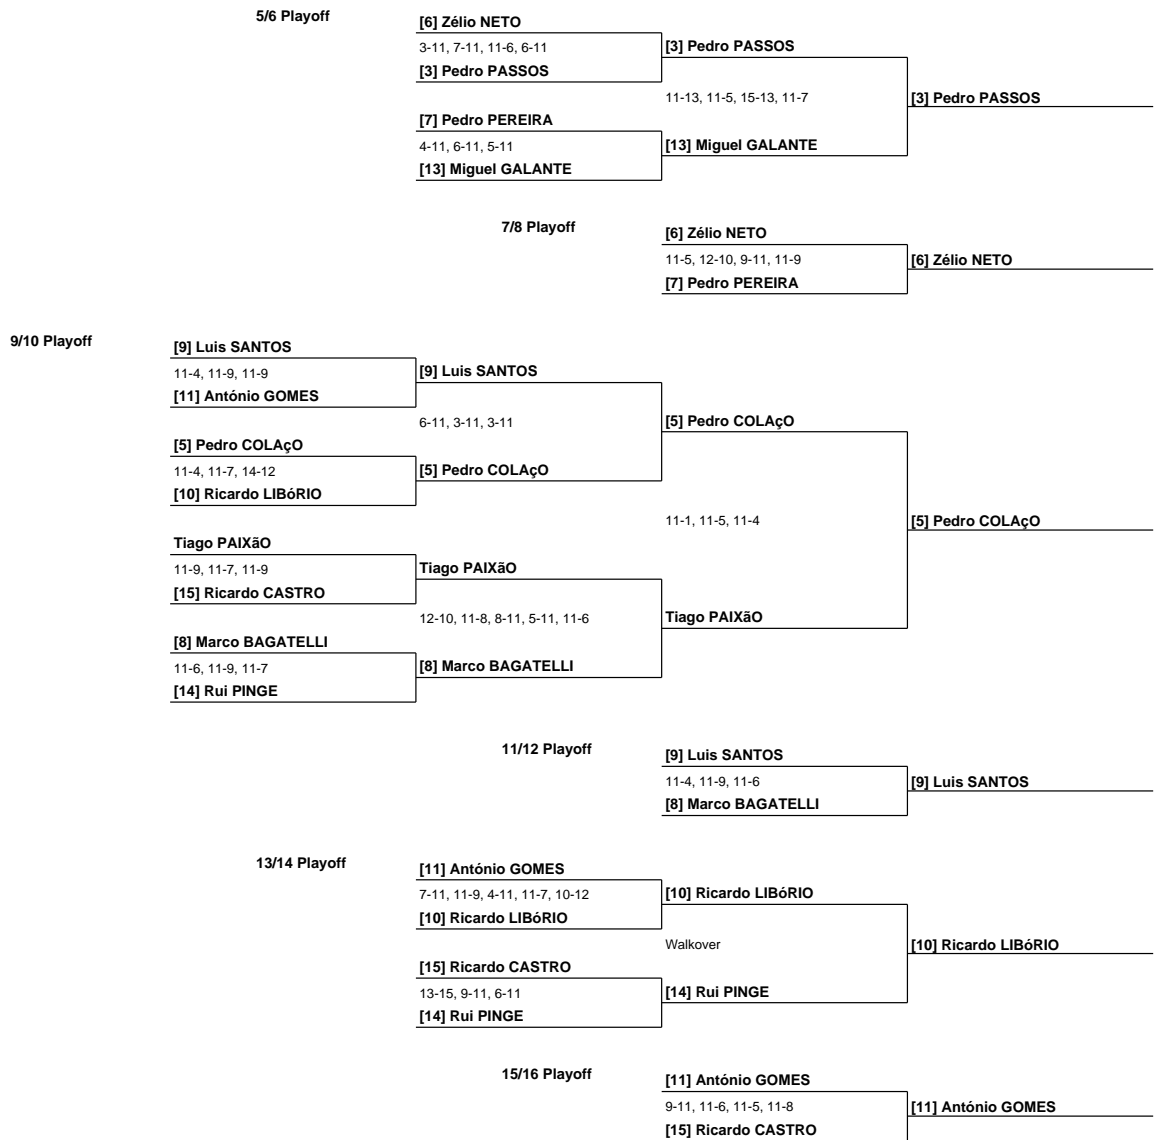 5/6 Playoff
[6] Zélio NETO
3-11, 7-11, 11-6, 6-11
[3] Pedro PASSOS
[3] Pedro PASSOS
11-13, 11-5, 15-13, 11-7
[3] Pedro PASSOS
[7] Pedro PEREIRA
4-11, 6-11, 5-11
[13] Miguel GALANTE
[13] Miguel GALANTE
7/8 Playoff
[6] Zélio NETO
11-5, 12-10, 9-11, 11-9
[6] Zélio NETO
[7] Pedro PEREIRA
9/10 Playoff
[9] Luis SANTOS
11-4, 11-9, 11-9
[9] Luis SANTOS
[11] António GOMES
6-11, 3-11, 3-11
[5] Pedro COLAçO
[5] Pedro COLAçO
11-4, 11-7, 14-12
[5] Pedro COLAçO
[10] Ricardo LIBóRIO
11-1, 11-5, 11-4
[5] Pedro COLAçO
Tiago PAIXãO
11-9, 11-7, 11-9
Tiago PAIXãO
[15] Ricardo CASTRO
12-10, 11-8, 8-11, 5-11, 11-6
Tiago PAIXãO
[8] Marco BAGATELLI
11-6, 11-9, 11-7
[8] Marco BAGATELLI
[14] Rui PINGE
11/12 Playoff
[9] Luis SANTOS
11-4, 11-9, 11-6
[9] Luis SANTOS
[8] Marco BAGATELLI
13/14 Playoff
[11] António GOMES
7-11, 11-9, 4-11, 11-7, 10-12
[10] Ricardo LIBóRIO
[10] Ricardo LIBóRIO
Walkover
[10] Ricardo LIBóRIO
[15] Ricardo CASTRO
13-15, 9-11, 6-11
[14] Rui PINGE
[14] Rui PINGE
15/16 Playoff
[11] António GOMES
9-11, 11-6, 11-5, 11-8
[11] António GOMES
[15] Ricardo CASTRO